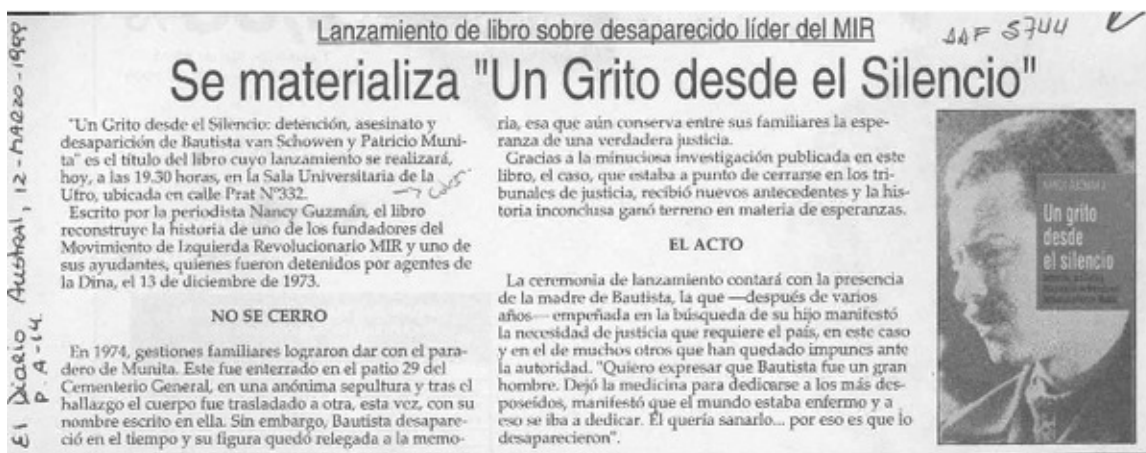 Lanzamiento de libro sobre desaparecido líder del MIR
AAF 5744
Se materializa "Un Grito desde el Silencio"
El Diario Austral, 12-MARZO-1999
P. A-14.
"Un Grito desde el Silencio: detención, asesinato y
desaparición de Bautista van Schowen y Patricio Muni-
ta" es el título del libro cuyo lanzamiento se realizará,
hoy, a las 19.30 horas, en la Sala Universitaria de la
Ufro, ubicada en calle Prat N°332.
Escrito por la periodista Nancy Guzmán, el libro
reconstruye la historia de uno de los fundadores del
Movimiento de Izquierda Revolucionario MIR y uno de
sus ayudantes, quienes fueron detenidos por agentes de
la Dina, el 13 de diciembre de 1973.
NO SE CERRO
En 1974, gestiones familiares lograron dar con el para-
dero de Munita. Este fue enterrado en el patio 29 del
Cementerio General, en una anónima sepultura y tras el
hallazgo el cuerpo fue trasladado a otra, esta vez, con su
nombre escrito en ella. Sin embargo, Bautista desapare-
ció en el tiempo y su figura quedó relegada a la memo-
ria, esa que aún conserva entre sus familiares la espe-
ranza de una verdadera justicia.
Gracias a la minuciosa investigación publicada en este
libro, el caso, que estaba a punto de cerrarse en los tri-
bunales de justicia, recibió nuevos antecedentes y la his-
toria inconclusa ganó terreno en materia de esperanzas.
EL ACTO
La ceremonia de lanzamiento contará con la presencia
de la madre de Bautista, la que —después de varios
años— empeñada en la búsqueda de su hijo manifestó
la necesidad de justicia que requiere el país, en este caso
y en el de muchos otros que han quedado impunes ante
la autoridad. "Quiero expresar que Bautista fue un gran
hombre. Dejó la medicina para dedicarse a los más des-
poseídos, manifestó que el mundo estaba enfermo y a
eso se iba a dedicar. Él quería sanarlo... por eso es que lo
desaparecieron".
Un grito
desde
el silencio